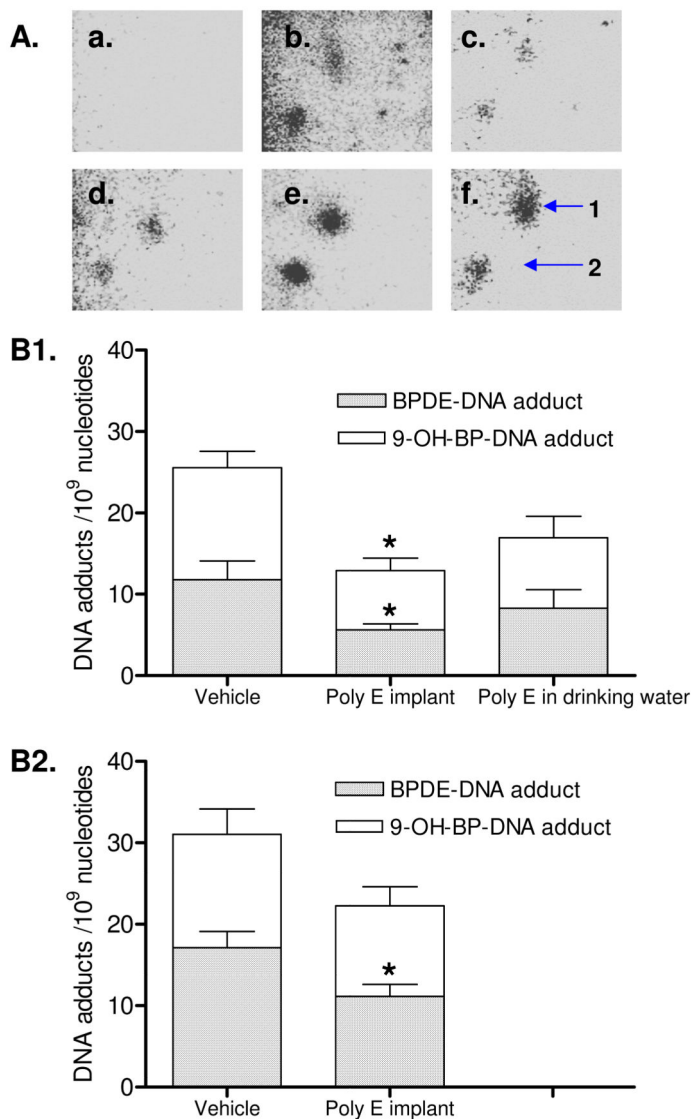 A.
a.
b.
c.
d.
e.
f.
1
2
B1.
40
30
20
10
0
DNA adducts /10⁹ nucleotides
BPDE-DNA adduct
9-OH-BP-DNA adduct
*
*
Vehicle
Poly E implant
Poly E in drinking water
B2.
40
30
20
10
0
DNA adducts /10⁹ nucleotides
BPDE-DNA adduct
9-OH-BP-DNA adduct
*
Vehicle
Poly E implant